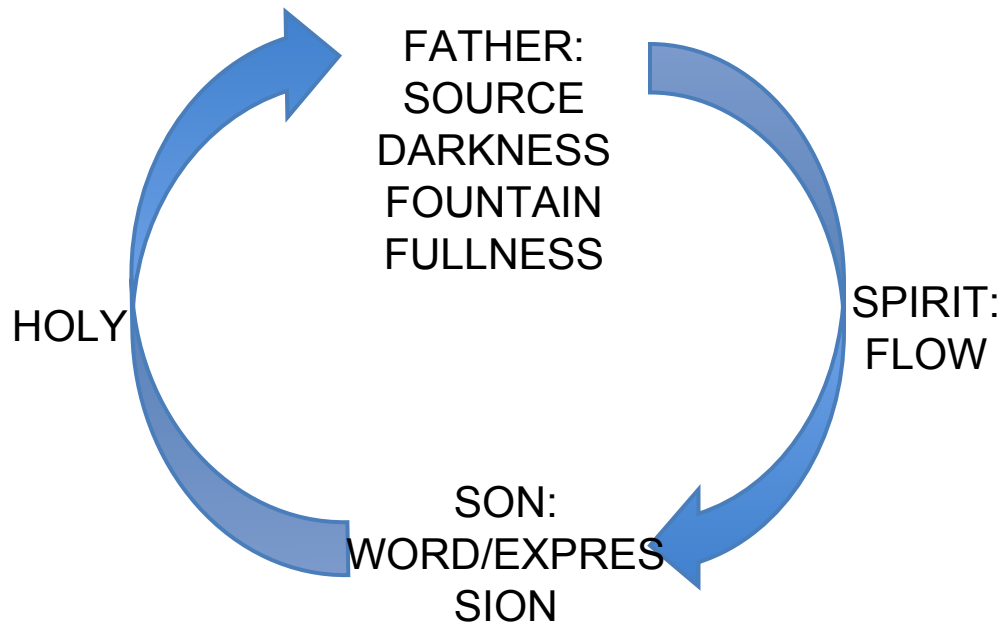 FATHER:
SOURCE
DARKNESS
FOUNTAIN
FULLNESS
SPIRIT:
FLOW
HOLY
SON:
WORD/EXPRES
SION